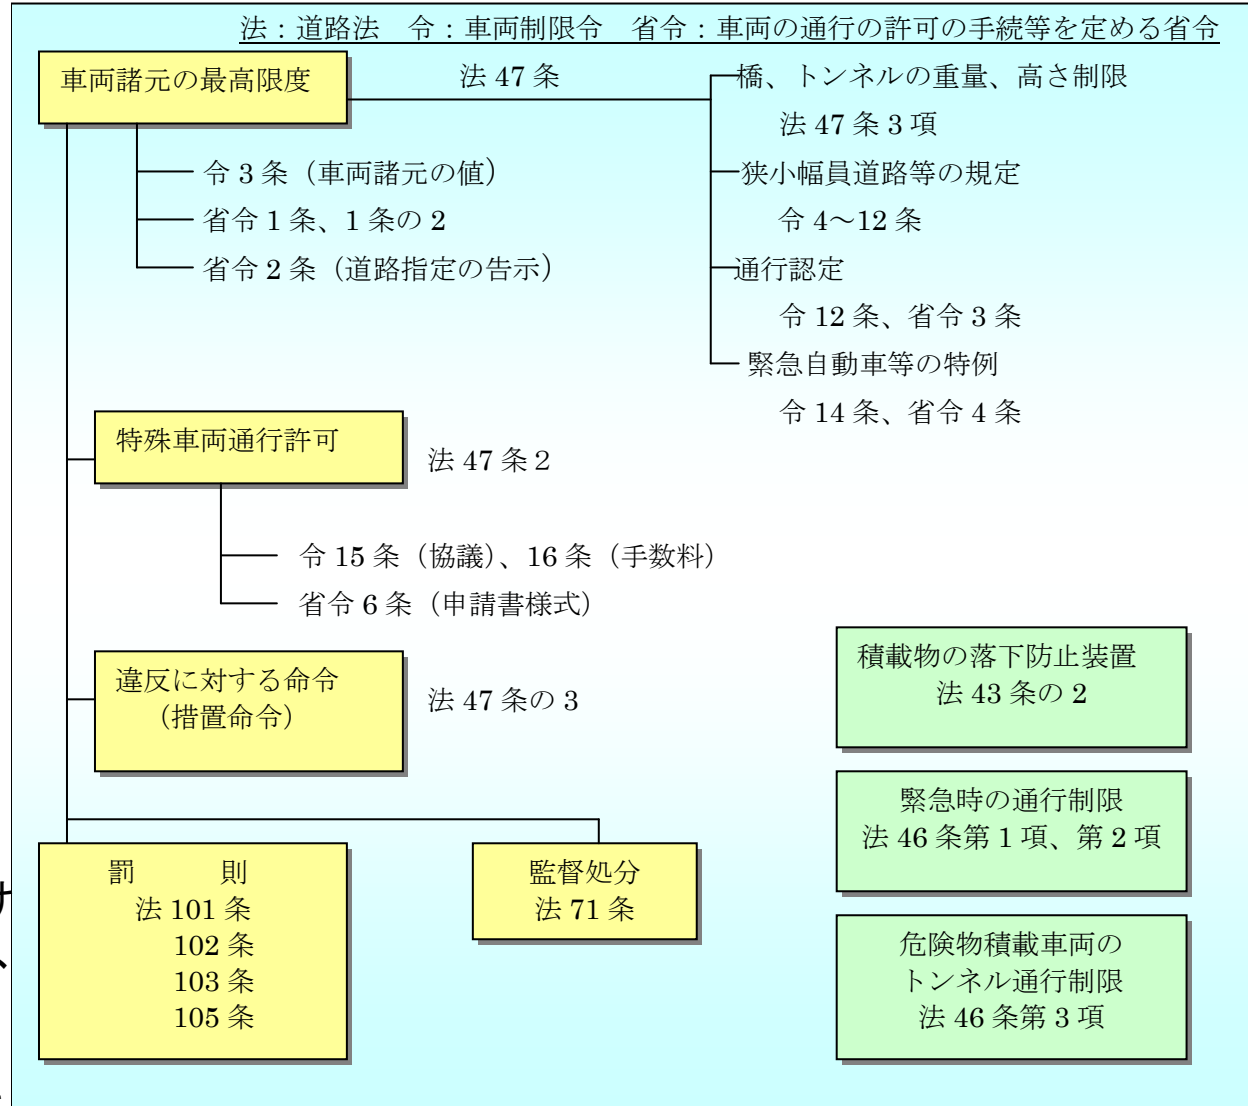 法：道路法　令：車両制限令　省令：車両の通行の許可の手続等を定める省令
車両諸元の最高限度
法 47 条
橋、トンネルの重量、高さ制限
法 47 条 3 項
令 3 条（車両諸元の値）
狭小幅員道路等の規定
省令 1 条、1 条の 2
令 4～12 条
省令 2 条（道路指定の告示）
通行認定
令 12 条、省令 3 条
緊急自動車等の特例
令 14 条、省令 4 条
特殊車両通行許可
法 47 条２
令 15 条（協議）、16 条（手数料）
省令 6 条（申請書様式）
違反に対する命令
（措置命令）
法 47 条の 3
積載物の落下防止装置
法 43 条の 2
緊急時の通行制限
法 46 条第 1 項、第 2 項
罰　　則
法 101 条
102 条
103 条
105 条
監督処分
法 71 条
危険物積載車両の
トンネル通行制限
法 46 条第 3 項